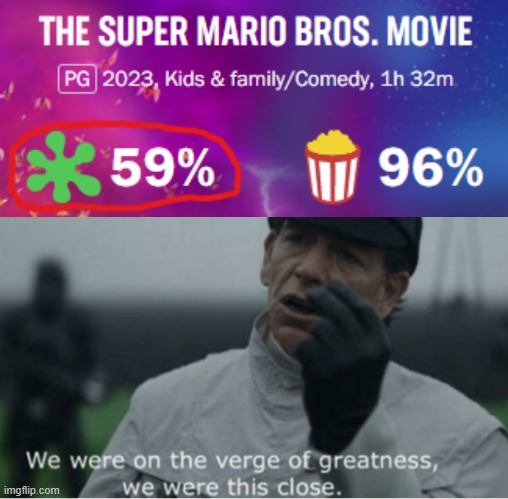 THE SUPER MARIO BROS. MOVIE
PG 2023, Kids & family/Comedy, 1h 32m
59% 96%
We were on the verge of greatness,
we were this close.
imgflip.com